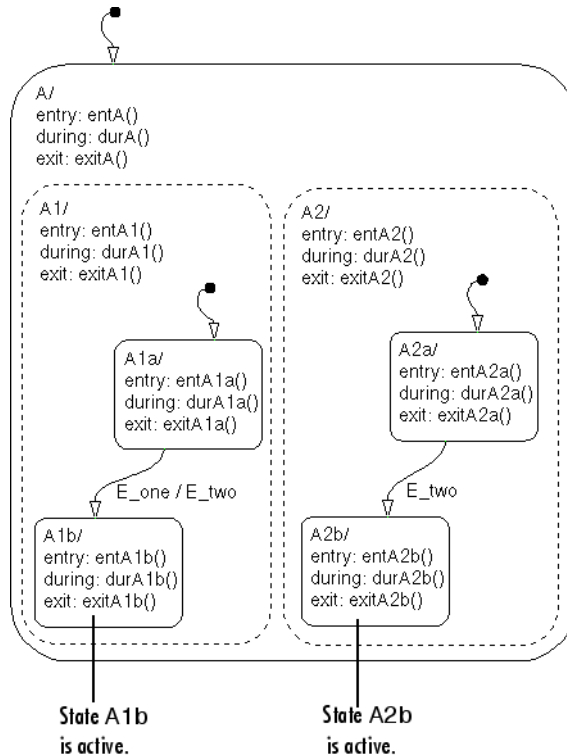 A/
entry: entA()
during: durA()
exit: exitA()
A1/
entry: entA1()
during: durA1()
exit: exitA1()
A2/
entry: entA2()
during: durA2()
exit: exitA2()
A1a/
entry: entA1a()
during: durA1a()
exit: exitA1a()
A2a/
entry: entA2a()
during: durA2a()
exit: exitA2a()
E_one / E_two
E_two
A1b/
entry: entA1b()
during: durA1b()
exit: exitA1b()
A2b/
entry: entA2b()
during: durA2b()
exit: exitA2b()
State A1b
is active.
State A2b
is active.